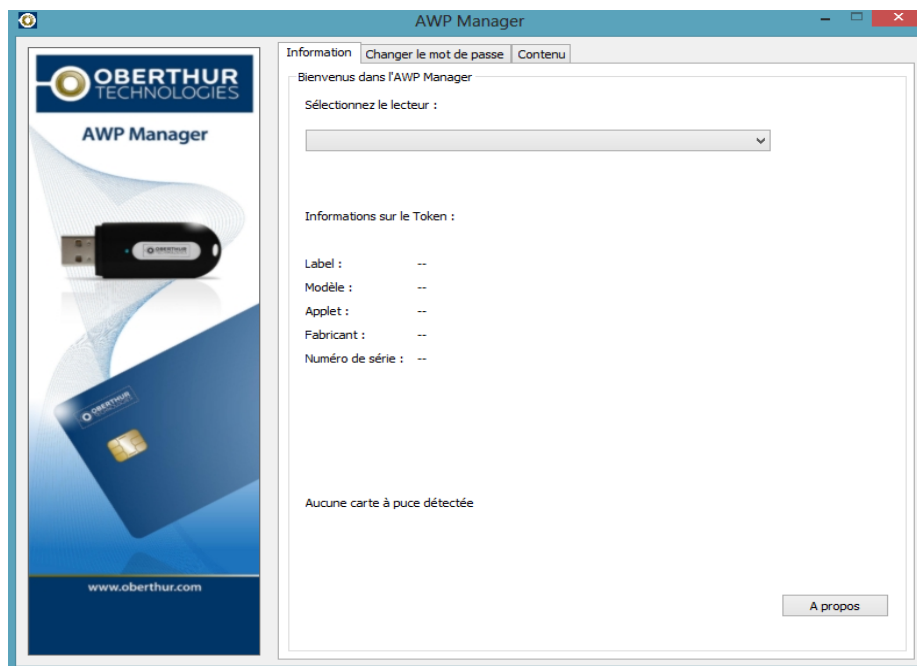 AWP Manager
OBERTHUR
TECHNOLOGIES
AWP Manager
OBERTHUR
OBERTHUR
TECHNOLOGIES
www.oberthur.com
Information
Changer le mot de passe
Contenu
Bienvenus dans l'AWP Manager
Sélectionnez le lecteur :
Informations sur le Token :
Label : --
Modèle : --
Applet : --
Fabricant : --
Numéro de série : --
Aucune carte à puce détectée
A propos